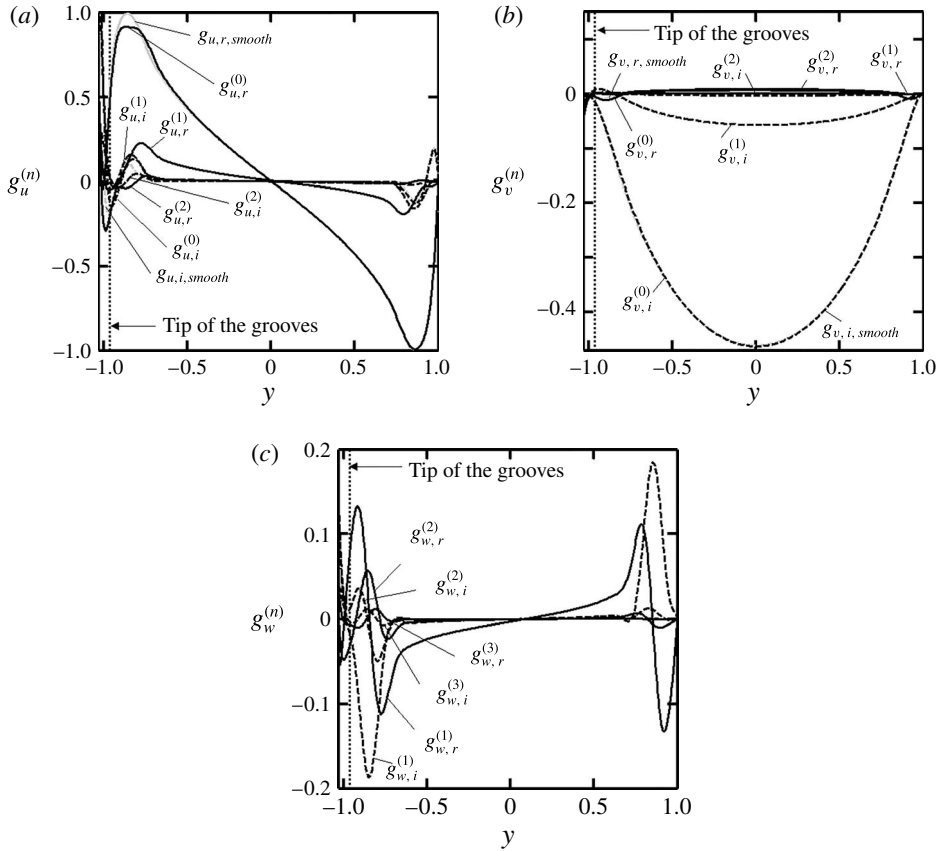 (a)
1.0
0.5
0
−0.5
−1.0
g_u^{(n)}
g_{u, r, smooth}
g_{u, r}^{(0)}
g_{u, i}^{(1)}
g_{u, r}^{(1)}
g_{u, r}^{(2)}
g_{u, i}^{(2)}
g_{u, i}^{(0)}
g_{u, i, smooth}
Tip of the grooves
−1.0 −0.5 0 0.5 1.0
y
(b)
Tip of the grooves
0
−0.2
−0.4
g_v^{(n)}
g_{v, r, smooth}
g_{v, i}^{(2)}
g_{v, r}^{(2)}
g_{v, r}^{(1)}
g_{v, r}^{(0)}
g_{v, i}^{(1)}
g_{v, i}^{(0)}
g_{v, i, smooth}
−1.0 −0.5 0 0.5 1.0
y
(c)
0.2
0.1
0
−0.1
−0.2
g_w^{(n)}
Tip of the grooves
g_{w, r}^{(2)}
g_{w, i}^{(2)}
g_{w, r}^{(3)}
g_{w, i}^{(3)}
g_{w, r}^{(1)}
g_{w, i}^{(1)}
−1.0 −0.5 0 0.5 1.0
y